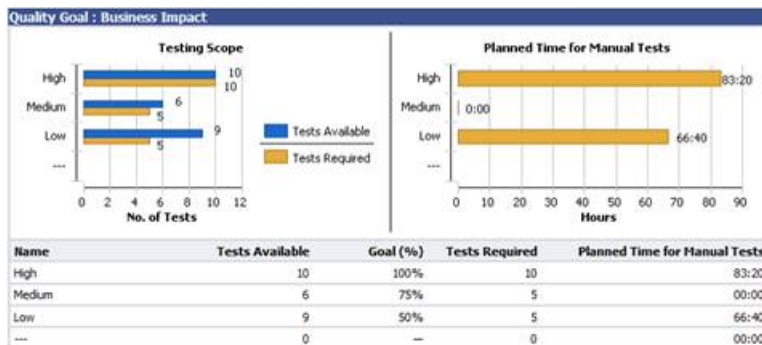 Quality Goal : Business Impact
Testing Scope
High 10
10
Medium 6
5
Low 9
5
---
0 2 4 6 8 10 12
No. of Tests
Tests Available
Tests Required
Planned Time for Manual Tests
High 83:20
Medium 0:00
Low 66:40
---
0 10 20 30 40 50 60 70 80 90
Hours
Name Tests Available Goal (%) Tests Required Planned Time for Manual Tests
High 10 100% 10 83:20
Medium 6 75% 5 00:00
Low 9 50% 5 66:40
--- 0 -- 0 00:00